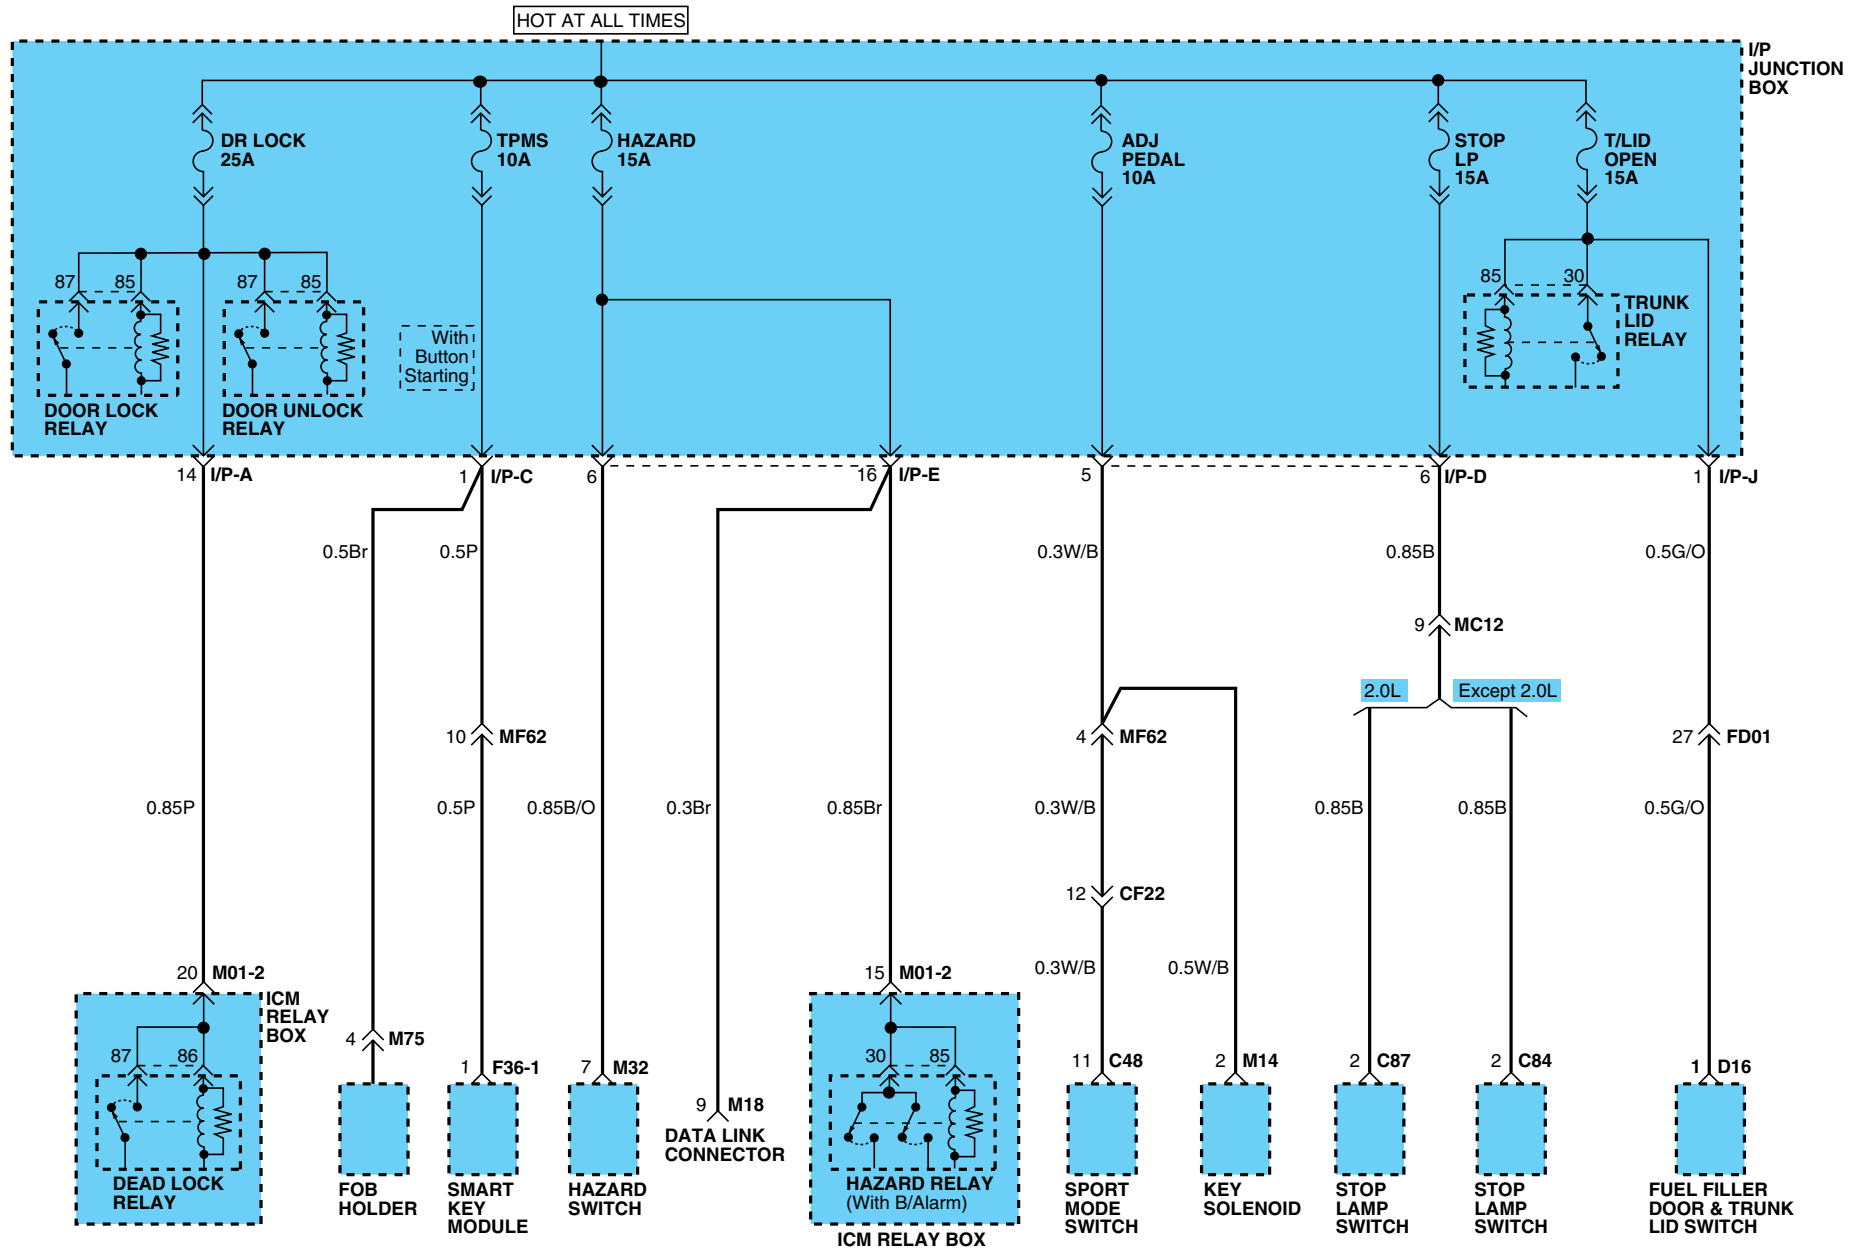 HOT AT ALL TIMES
I/P
JUNCTION
BOX
DR LOCK
25A
TPMS
10A
HAZARD
15A
ADJ
PEDAL
10A
STOP
LP
15A
T/LID
OPEN
15A
87
85
87
85
85
30
With
Button
Starting
TRUNK
LID
RELAY
DOOR LOCK
RELAY
DOOR UNLOCK
RELAY
14 I/P-A
1 I/P-C
6
16 I/P-E
5
6 I/P-D
1 I/P-J
0.5Br
0.5P
0.3W/B
0.85B
0.5G/O
9 MC12
2.0L
Except 2.0L
10 MF62
4 MF62
27 FD01
0.85P
0.5P
0.85B/O
0.3Br
0.85Br
0.3W/B
0.85B
0.85B
0.5G/O
12 CF22
20 M01-2
15 M01-2
0.3W/B
0.5W/B
ICM
RELAY
BOX
4 M75
87
86
30
85
1 F36-1
7 M32
11 C48
2 M14
2 C87
2 C84
1 D16
9 M18
DATA LINK
CONNECTOR
DEAD LOCK
RELAY
FOB
HOLDER
SMART
KEY
MODULE
HAZARD
SWITCH
HAZARD RELAY
(With B/Alarm)
ICM RELAY BOX
SPORT
MODE
SWITCH
KEY
SOLENOID
STOP
LAMP
SWITCH
STOP
LAMP
SWITCH
FUEL FILLER
DOOR & TRUNK
LID SWITCH